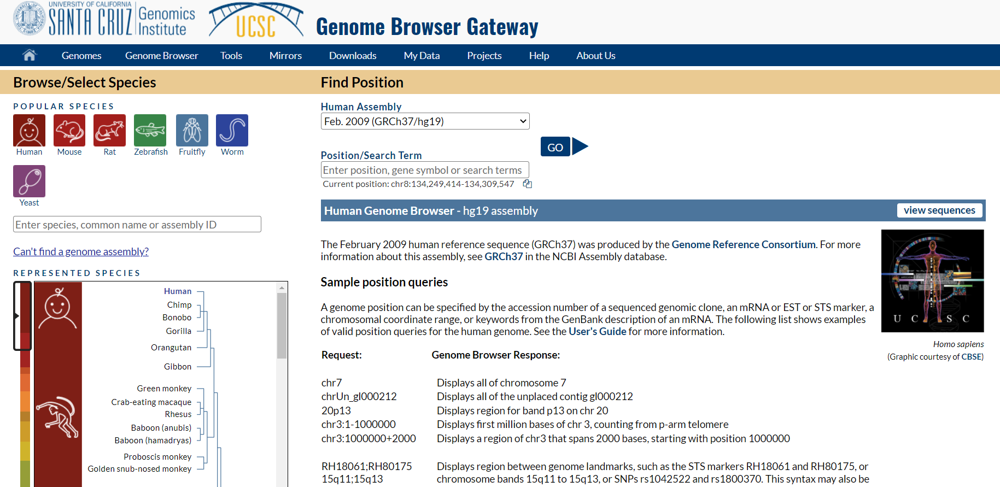 UNIVERSITY OF CALIFORNIA
SANTA CRUZ
Genomics
Institute
UCSC
Genome Browser Gateway
Genomes Genome Browser Tools Mirrors Downloads My Data Projects Help About Us
Browse/Select Species
POPULAR SPECIES
Human Mouse Rat Zebrafish Fruitfly Worm
Yeast
Enter species, common name or assembly ID
Can't find a genome assembly?
REPRESENTED SPECIES
Human
Chimp
Bonobo
Gorilla
Orangutan
Gibbon
Green monkey
Crab-eating macaque
Rhesus
Baboon (anubis)
Baboon (hamadryas)
Proboscis monkey
Golden snub-nosed monkey
Find Position
Human Assembly
Feb. 2009 (GRCh37/hg19)
GO
Position/Search Term
Enter position, gene symbol or search terms
Current position: chr8:134,249,414-134,309,547
Human Genome Browser - hg19 assembly
view sequences
The February 2009 human reference sequence (GRCh37) was produced by the Genome Reference Consortium. For more
information about this assembly, see GRCh37 in the NCBI Assembly database.
Sample position queries
A genome position can be specified by the accession number of a sequenced genomic clone, an mRNA or EST or STS marker, a
chromosomal coordinate range, or keywords from the GenBank description of an mRNA. The following list shows examples
of valid position queries for the human genome. See the User's Guide for more information.
UCSC
Homo sapiens
(Graphic courtesy of CBSE)
Request: Genome Browser Response:
chr7 Displays all of chromosome 7
chrUn_gl000212 Displays all of the unplaced contig gl000212
20p13 Displays region for band p13 on chr 20
chr3:1-1000000 Displays first million bases of chr 3, counting from p-arm telomere
chr3:1000000+2000 Displays a region of chr3 that spans 2000 bases, starting with position 1000000
RH18061;RH80175 Displays region between genome landmarks, such as the STS markers RH18061 and RH80175, or
15q11;15q13 chromosome bands 15q11 to 15q13, or SNPs rs1042522 and rs1800370. This syntax may also be